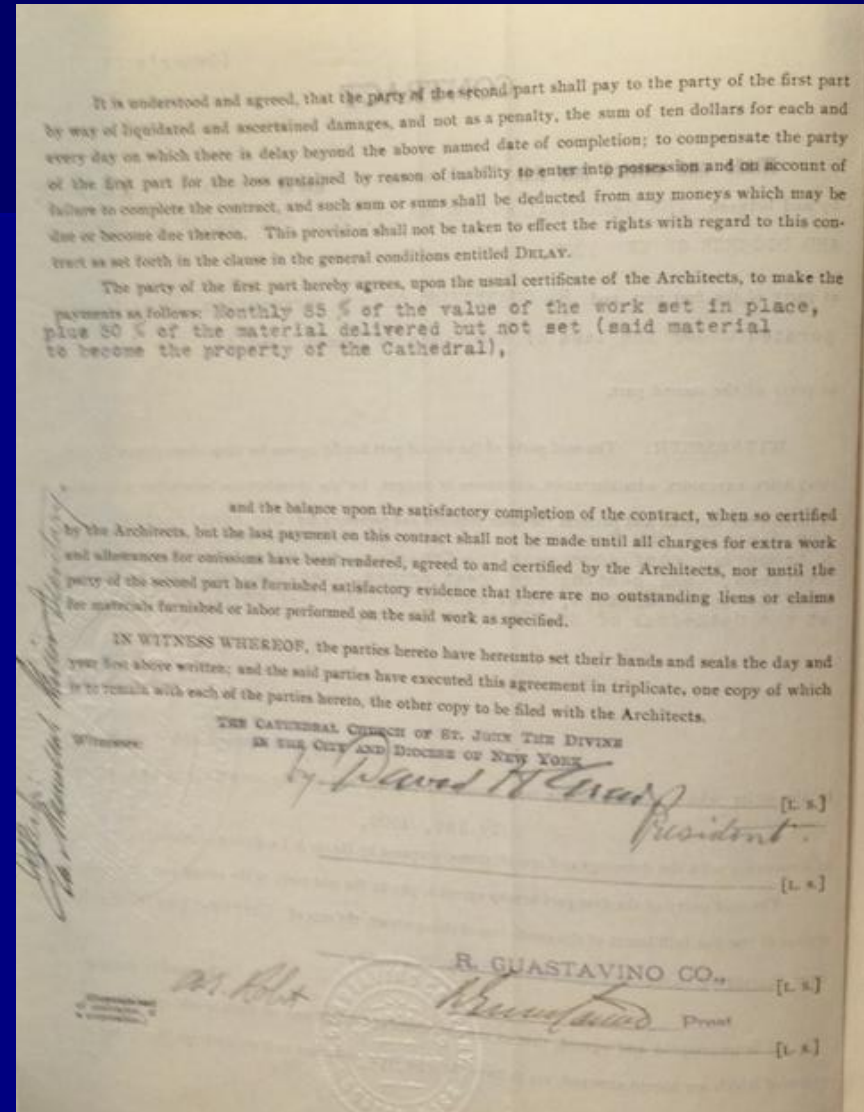 It is understood and agreed, that the party of the second part shall pay to the party of the first part
by way of liquidated and ascertained damages, and not as a penalty, the sum of ten dollars for each and
every day on which there is delay beyond the above named date of completion; to compensate the party
of the first part for the loss sustained by reason of inability to enter into possession and on account of
failure to complete the contract, and such sum or sums shall be deducted from any moneys which may be
due or become due thereon. This provision shall not be taken to effect the rights with regard to this con-
tract as set forth in the clause in the general conditions entitled DELAY.
The party of the first part hereby agrees, upon the usual certificate of the Architects, to make the
payments as follows: Monthly 85 % of the value of the work set in place,
plus 50 % of the material delivered but not set (said material
to become the property of the Cathedral),
and the balance upon the satisfactory completion of the contract, when so certified
by the Architects, but the last payment on this contract shall not be made until all charges for extra work
and allowances for omissions have been rendered, agreed to and certified by the Architects, nor until the
party of the second part has furnished satisfactory evidence that there are no outstanding liens or claims
for materials furnished or labor performed on the said work as specified.
IN WITNESS WHEREOF, the parties hereto have hereunto set their hands and seals the day and
year first above written; and the said parties have executed this agreement in triplicate, one copy of which
is to remain with each of the parties hereto, the other copy to be filed with the Architects.
THE CATHEDRAL CHURCH OF ST. JOHN THE DIVINE
Witnesses: IN THE CITY AND DIOCESE OF NEW YORK
by David H [L. S.]
President.
[L. S.]
R. GUASTAVINO CO., [L. S.]
Prest
[L. S.]